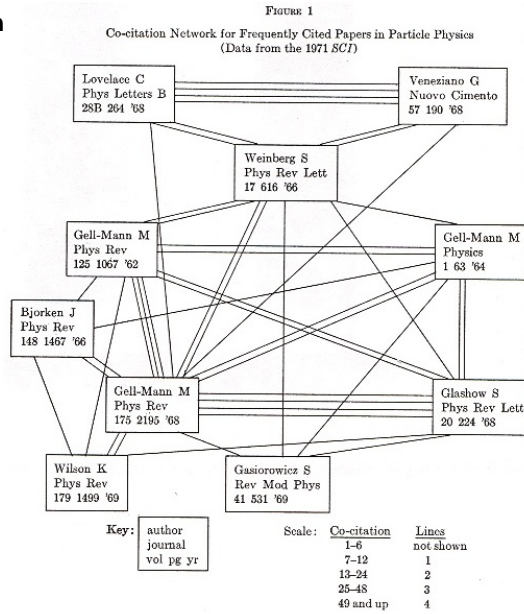 FIGURE 1
Co-citation Network for Frequently Cited Papers in Particle Physics
(Data from the 1971 SCI)
Lovelace C
Phys Letters B
28B 264 '68
Veneziano G
Nuovo Cimento
57 190 '68
Weinberg S
Phys Rev Lett
17 616 '66
Gell-Mann M
Phys Rev
125 1067 '62
Gell-Mann M
Physics
1 63 '64
Bjorken J
Phys Rev
148 1467 '66
Gell-Mann M
Phys Rev
175 2195 '68
Glashow S
Phys Rev Lett
20 224 '68
Wilson K
Phys Rev
179 1499 '69
Gasiorowicz S
Rev Mod Phys
41 531 '69
Key:
author
journal
vol pg yr
Scale: Co-citation Lines
1–6 not shown
7–12 1
13–24 2
25–48 3
49 and up 4